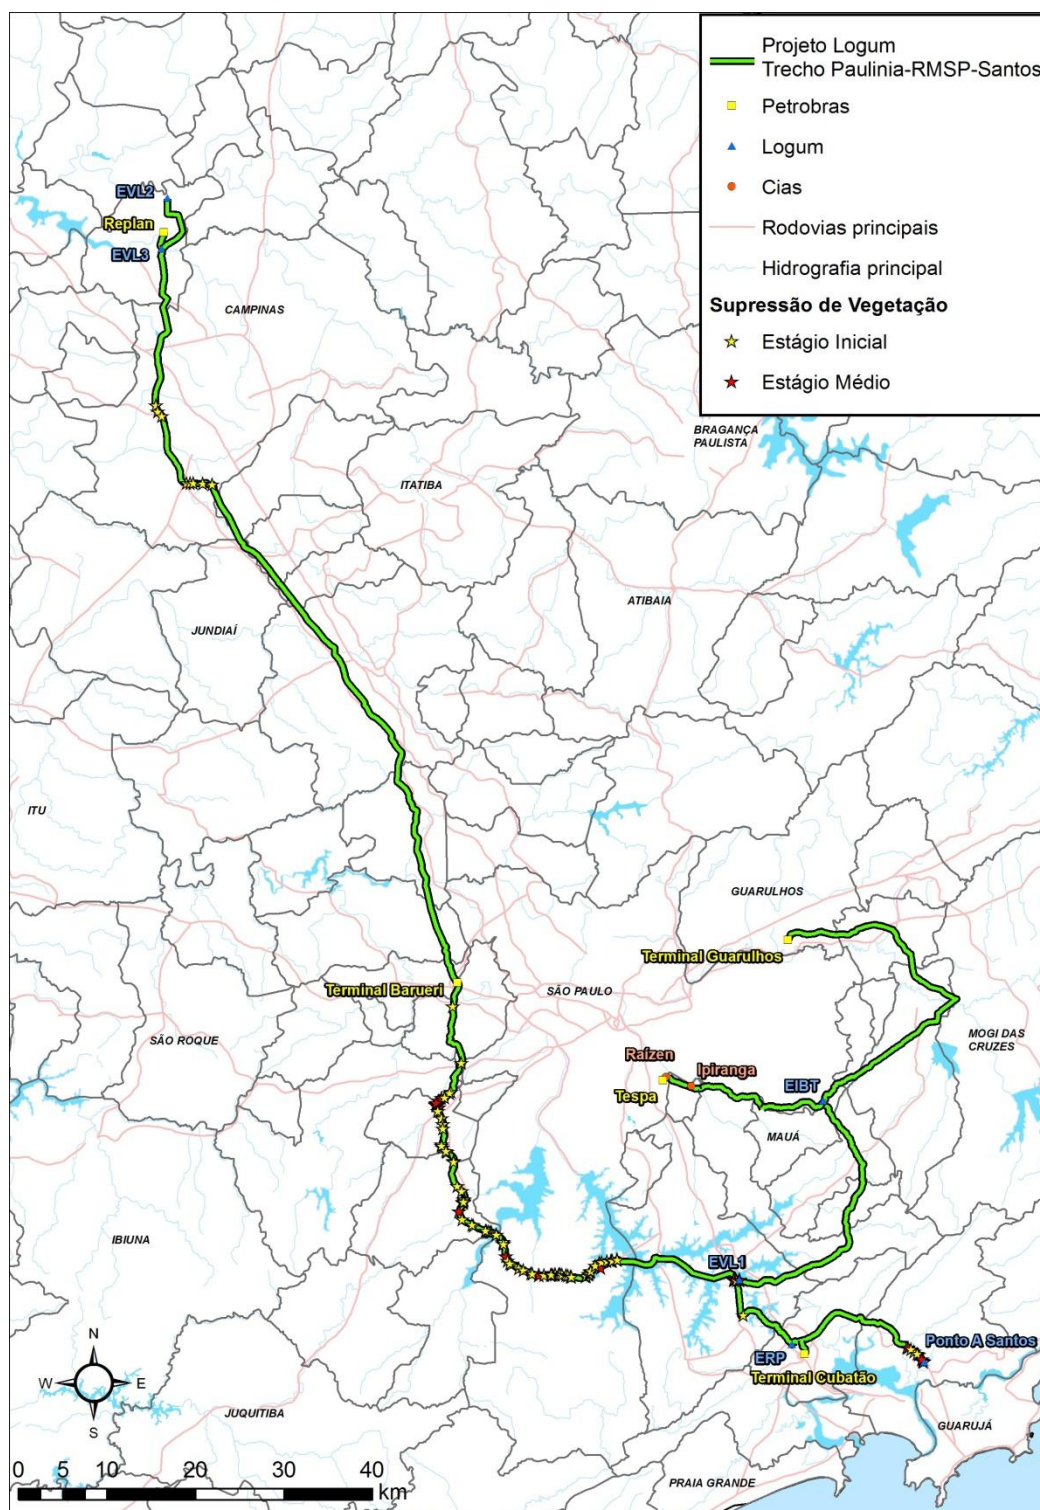 Projeto Logum
Trecho Paulinia-RMSP-Santos
Petrobras
Logum
Cias
Rodovias principais
Hidrografia principal
Supressão de Vegetação
Estágio Inicial
Estágio Médio
EVL2
Replan
EVL3
CAMPINAS
BRAGANÇA
PAULISTA
ITATIBA
ATIBAIA
JUNDIAÍ
ITU
GUARULHOS
Terminal Guarulhos
Terminal Barueri
SÃO PAULO
SÃO ROQUE
MOGI DAS
CRUZES
Raízen
Ipiranga
Tespa
EIBT
MAUÁ
IBIUNA
EVL1
ERP
Ponto A Santos
Terminal Cubatão
JUQUITIBA
GUARUJÁ
PRAIA GRANDE
N
W E
S
0 5 10 20 30 40
km